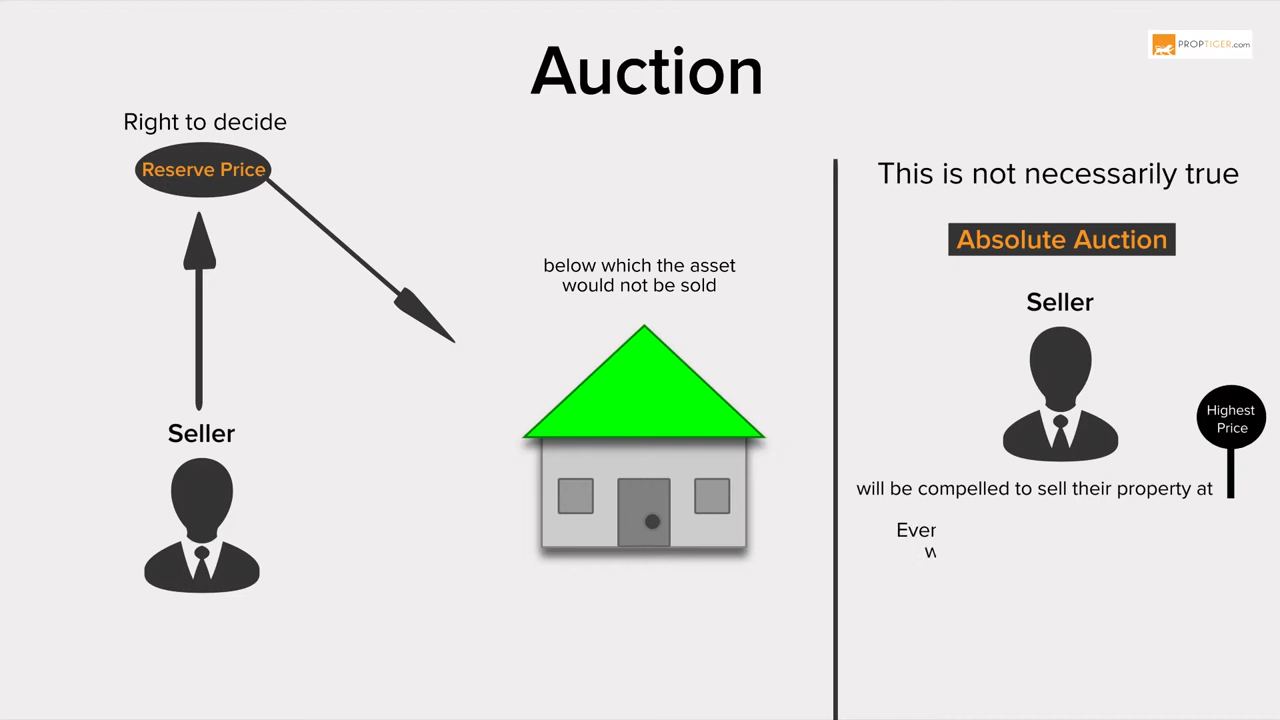 Auction
PROPTIGER.com
Right to decide
Reserve Price
below which the asset
would not be sold
Seller
This is not necessarily true
Absolute Auction
Seller
Highest
Price
will be compelled to sell their property at